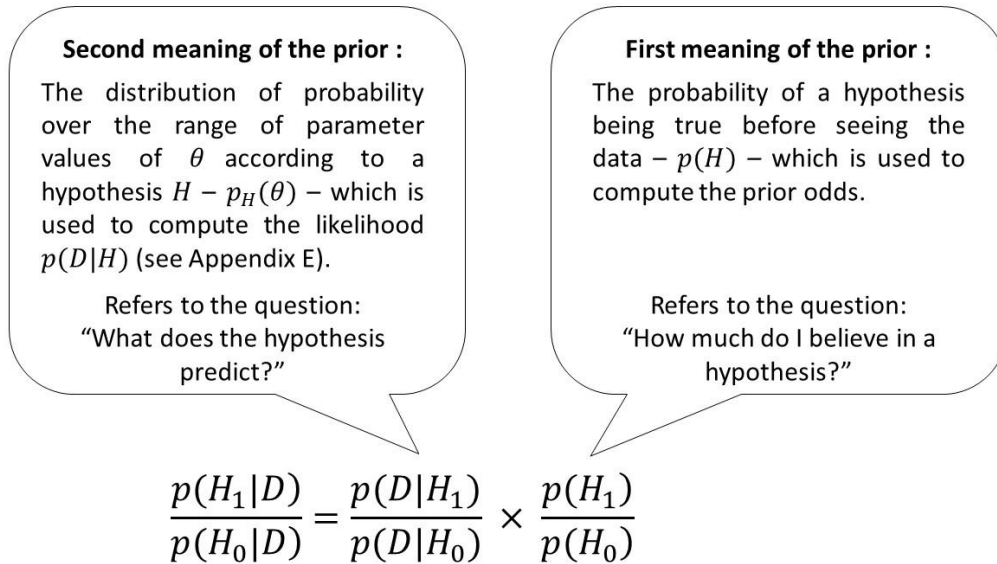 Second meaning of the prior :
The distribution of probability
over the range of parameter
values of θ according to a
hypothesis H – p_H(θ) – which is
used to compute the likelihood
p(D|H) (see Appendix E).
Refers to the question:
“What does the hypothesis
predict?”
First meaning of the prior :
The probability of a hypothesis
being true before seeing the
data – p(H) – which is used to
compute the prior odds.
Refers to the question:
“How much do I believe in a
hypothesis?”
p(H₁|D) / p(H₀|D) = p(D|H₁) / p(D|H₀) × p(H₁) / p(H₀)